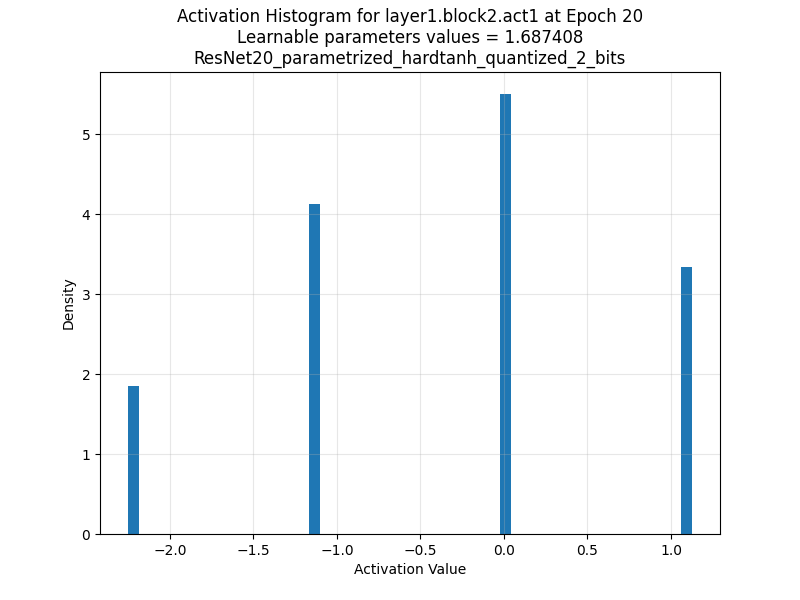 Activation Histogram for layer1.block2.act1 at Epoch 20
Learnable parameters values = 1.687408
ResNet20_parametrized_hardtanh_quantized_2_bits
5
4
3
2
1
0
Density
−2.0 −1.5 −1.0 −0.5 0.0 0.5 1.0
Activation Value